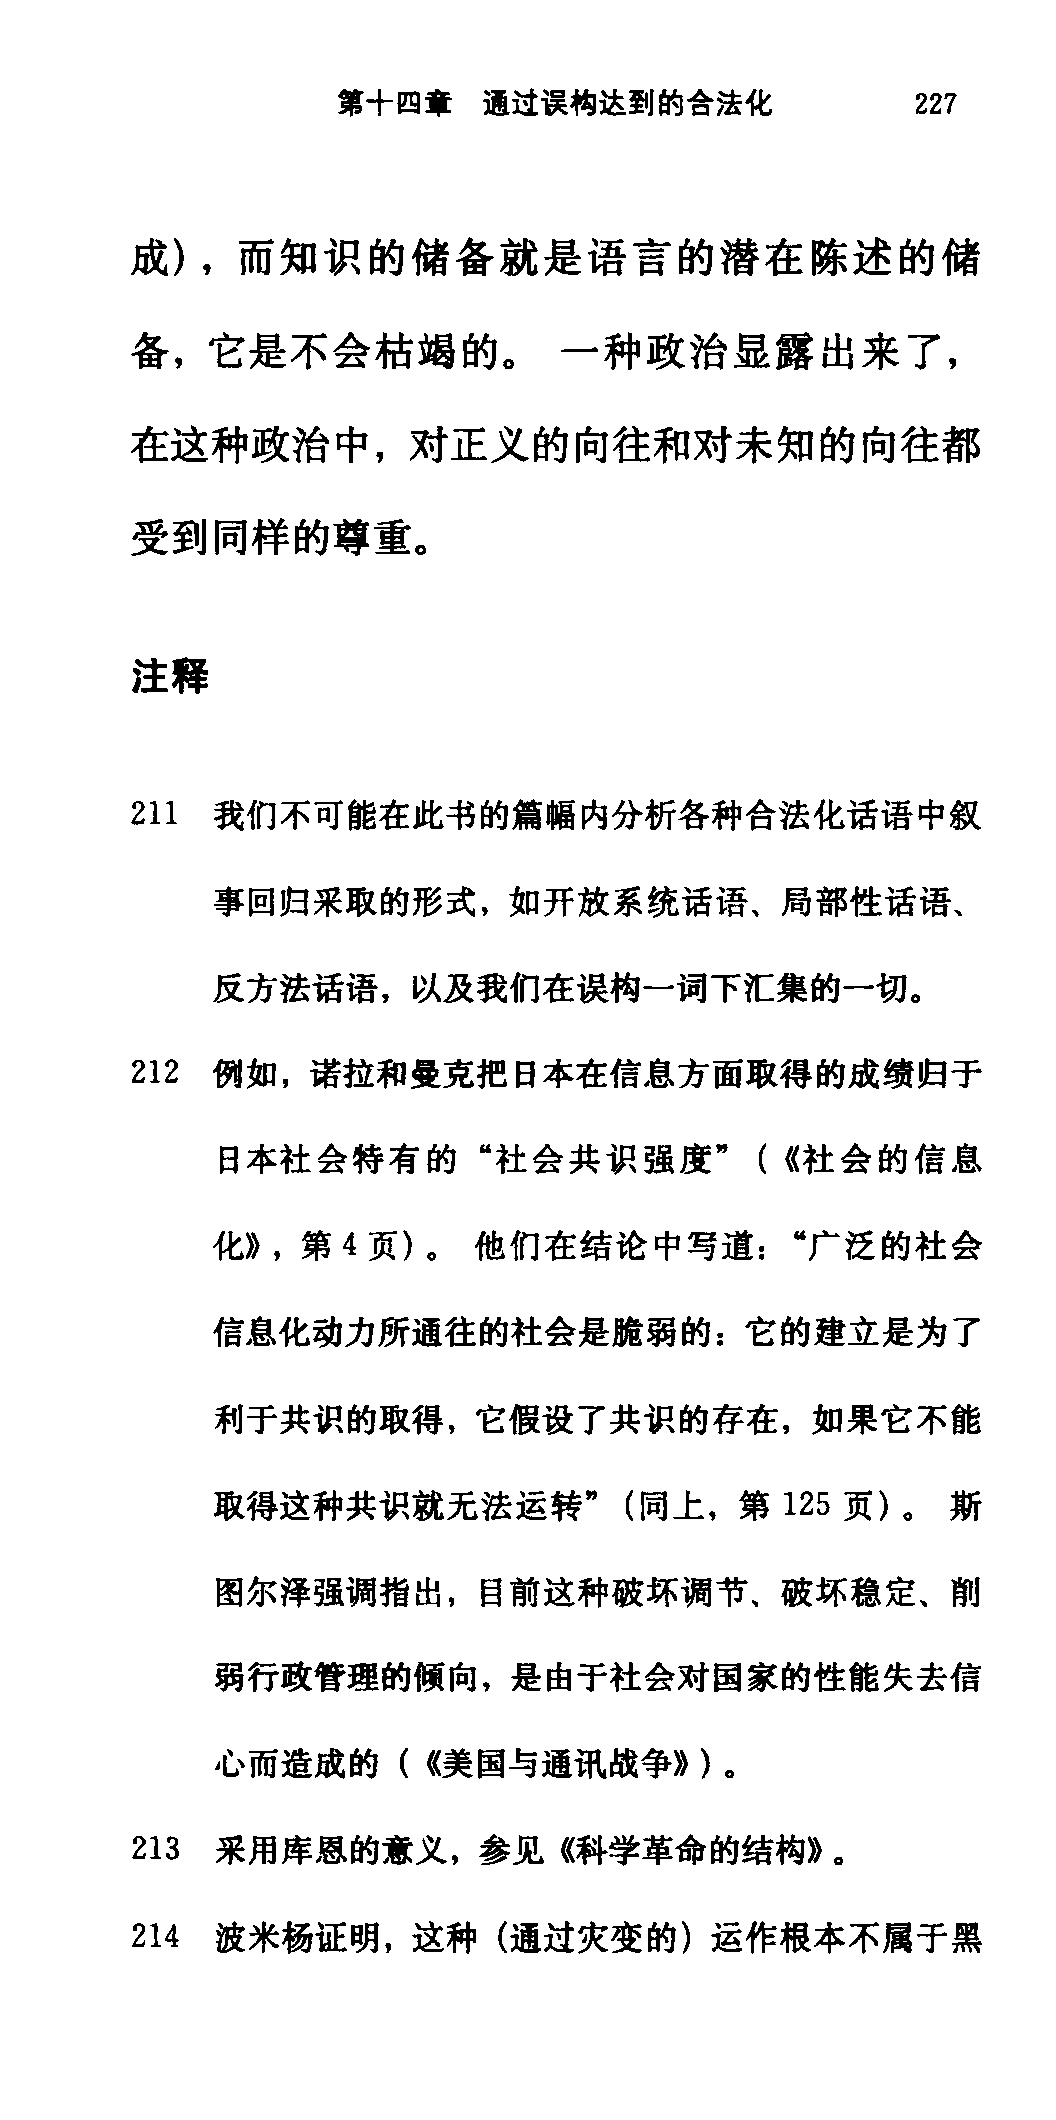 第十四章 通过误构达到的合法化 227
成），而知识的储备就是语言的潜在陈述的储
备，它是不会枯竭的。 一种政治显露出来了，
在这种政治中，对正义的向往和对未知的向往都
受到同样的尊重。
注释
211 我们不可能在此书的篇幅内分析各种合法化话语中叙
事回归采取的形式，如开放系统话语、局部性话语、
反方法话语，以及我们在误构一词下汇集的一切。
212 例如，诺拉和曼克把日本在信息方面取得的成绩归于
日本社会特有的“社会共识强度”（《社会的信息
化》，第 4 页）。 他们在结论中写道：“广泛的社会
信息化动力所通往的社会是脆弱的：它的建立是为了
利于共识的取得，它假设了共识的存在，如果它不能
取得这种共识就无法运转”（同上，第 125 页）。 斯
图尔泽强调指出，目前这种破坏调节、破坏稳定、削
弱行政管理的倾向，是由于社会对国家的性能失去信
心而造成的（《美国与通讯战争》）。
213 采用库恩的意义，参见《科学革命的结构》。
214 波米杨证明，这种（通过灾变的）运作根本不属于黑